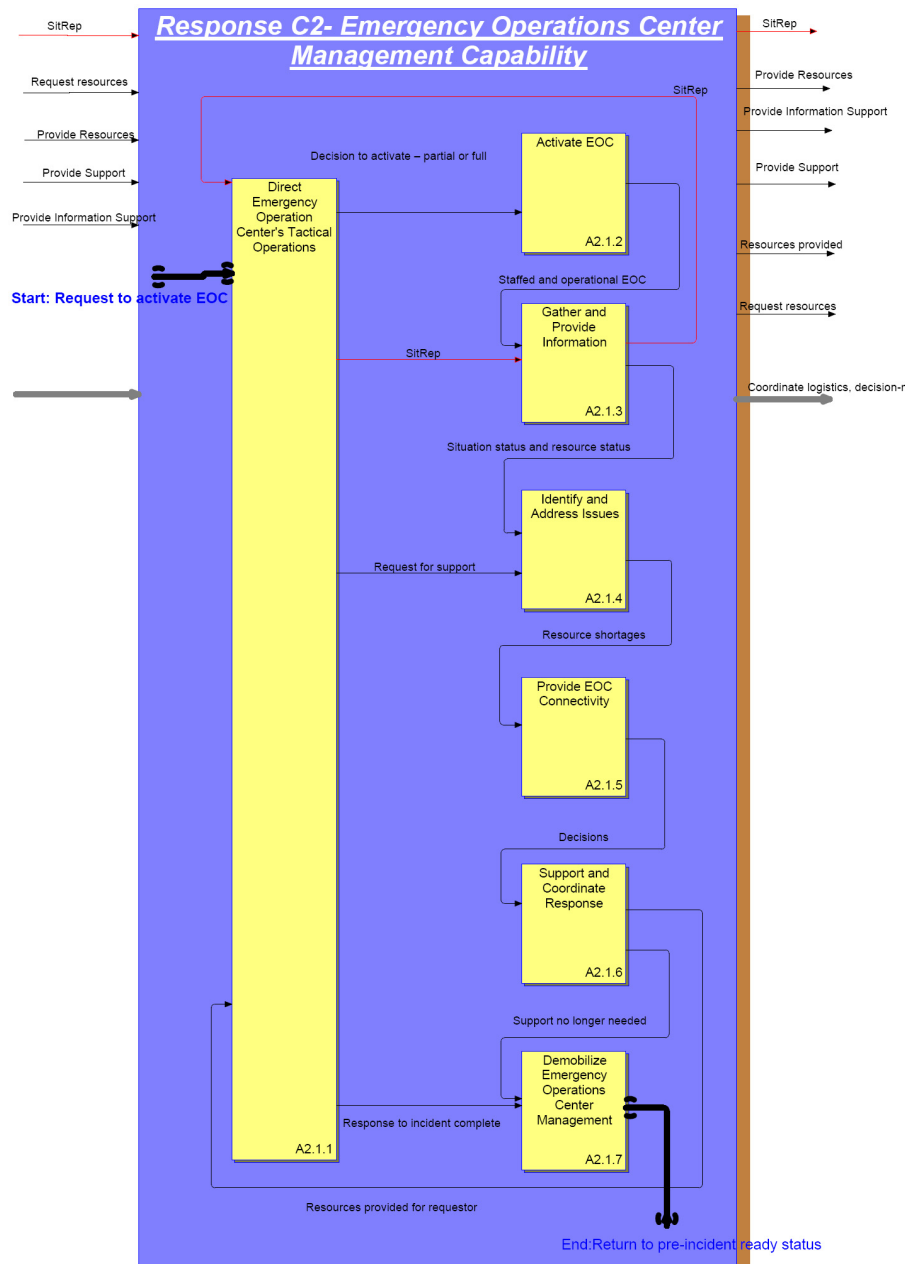 Response C2- Emergency Operations Center
Management Capability
SitRep
Request resources
Provide Resources
Provide Support
Provide Information Support
Start: Request to activate EOC
SitRep
Decision to activate – partial or full
Direct
Emergency
Operation
Center's Tactical
Operations
A2.1.1
Activate EOC
A2.1.2
Staffed and operational EOC
Gather and
Provide
Information
A2.1.3
SitRep
Situation status and resource status
Identify and
Address Issues
A2.1.4
Request for support
Resource shortages
Provide EOC
Connectivity
A2.1.5
Decisions
Support and
Coordinate
Response
A2.1.6
Support no longer needed
Demobilize
Emergency
Operations
Center
Management
A2.1.7
Response to incident complete
Resources provided for requestor
End:Return to pre-incident ready status
SitRep
Provide Resources
Provide Information Support
Provide Support
Resources provided
Request resources
Coordinate logistics,